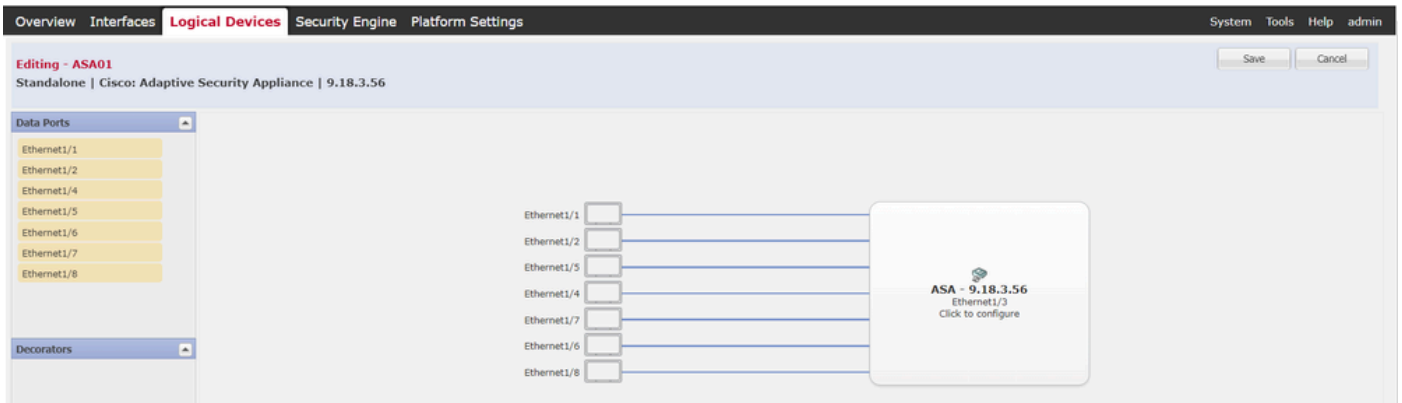 Overview Interfaces Logical Devices Security Engine Platform Settings System Tools Help admin
Editing - ASA01
Save Cancel
Standalone | Cisco: Adaptive Security Appliance | 9.18.3.56
Data Ports
Ethernet1/1
Ethernet1/2
Ethernet1/4
Ethernet1/5
Ethernet1/6
Ethernet1/7
Ethernet1/8
Decorators
Ethernet1/1
Ethernet1/2
Ethernet1/5
Ethernet1/4
Ethernet1/7
Ethernet1/6
Ethernet1/8
ASA - 9.18.3.56
Ethernet1/3
Click to configure